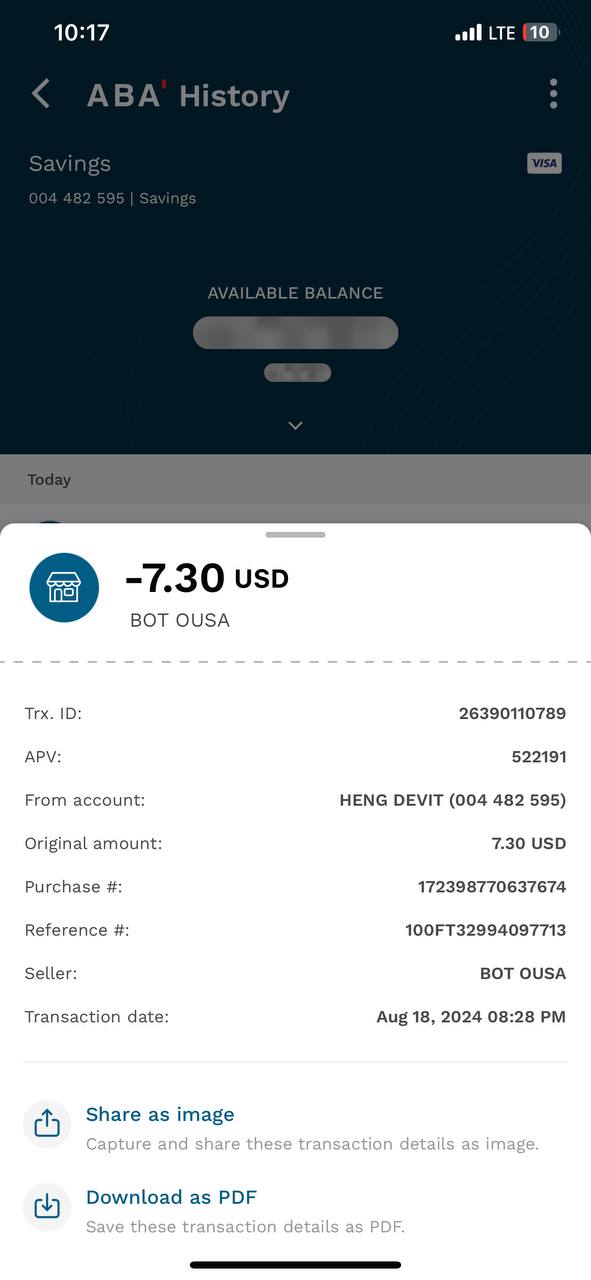 10:17
LTE 10
ABA' History
Savings
VISA
004 482 595 | Savings
AVAILABLE BALANCE
Today
-7.30 USD
BOT OUSA
Trx. ID: 26390110789
APV: 522191
From account: HENG DEVIT (004 482 595)
Original amount: 7.30 USD
Purchase #: 172398770637674
Reference #: 100FT32994097713
Seller: BOT OUSA
Transaction date: Aug 18, 2024 08:28 PM
Share as image
Capture and share these transaction details as image.
Download as PDF
Save these transaction details as PDF.